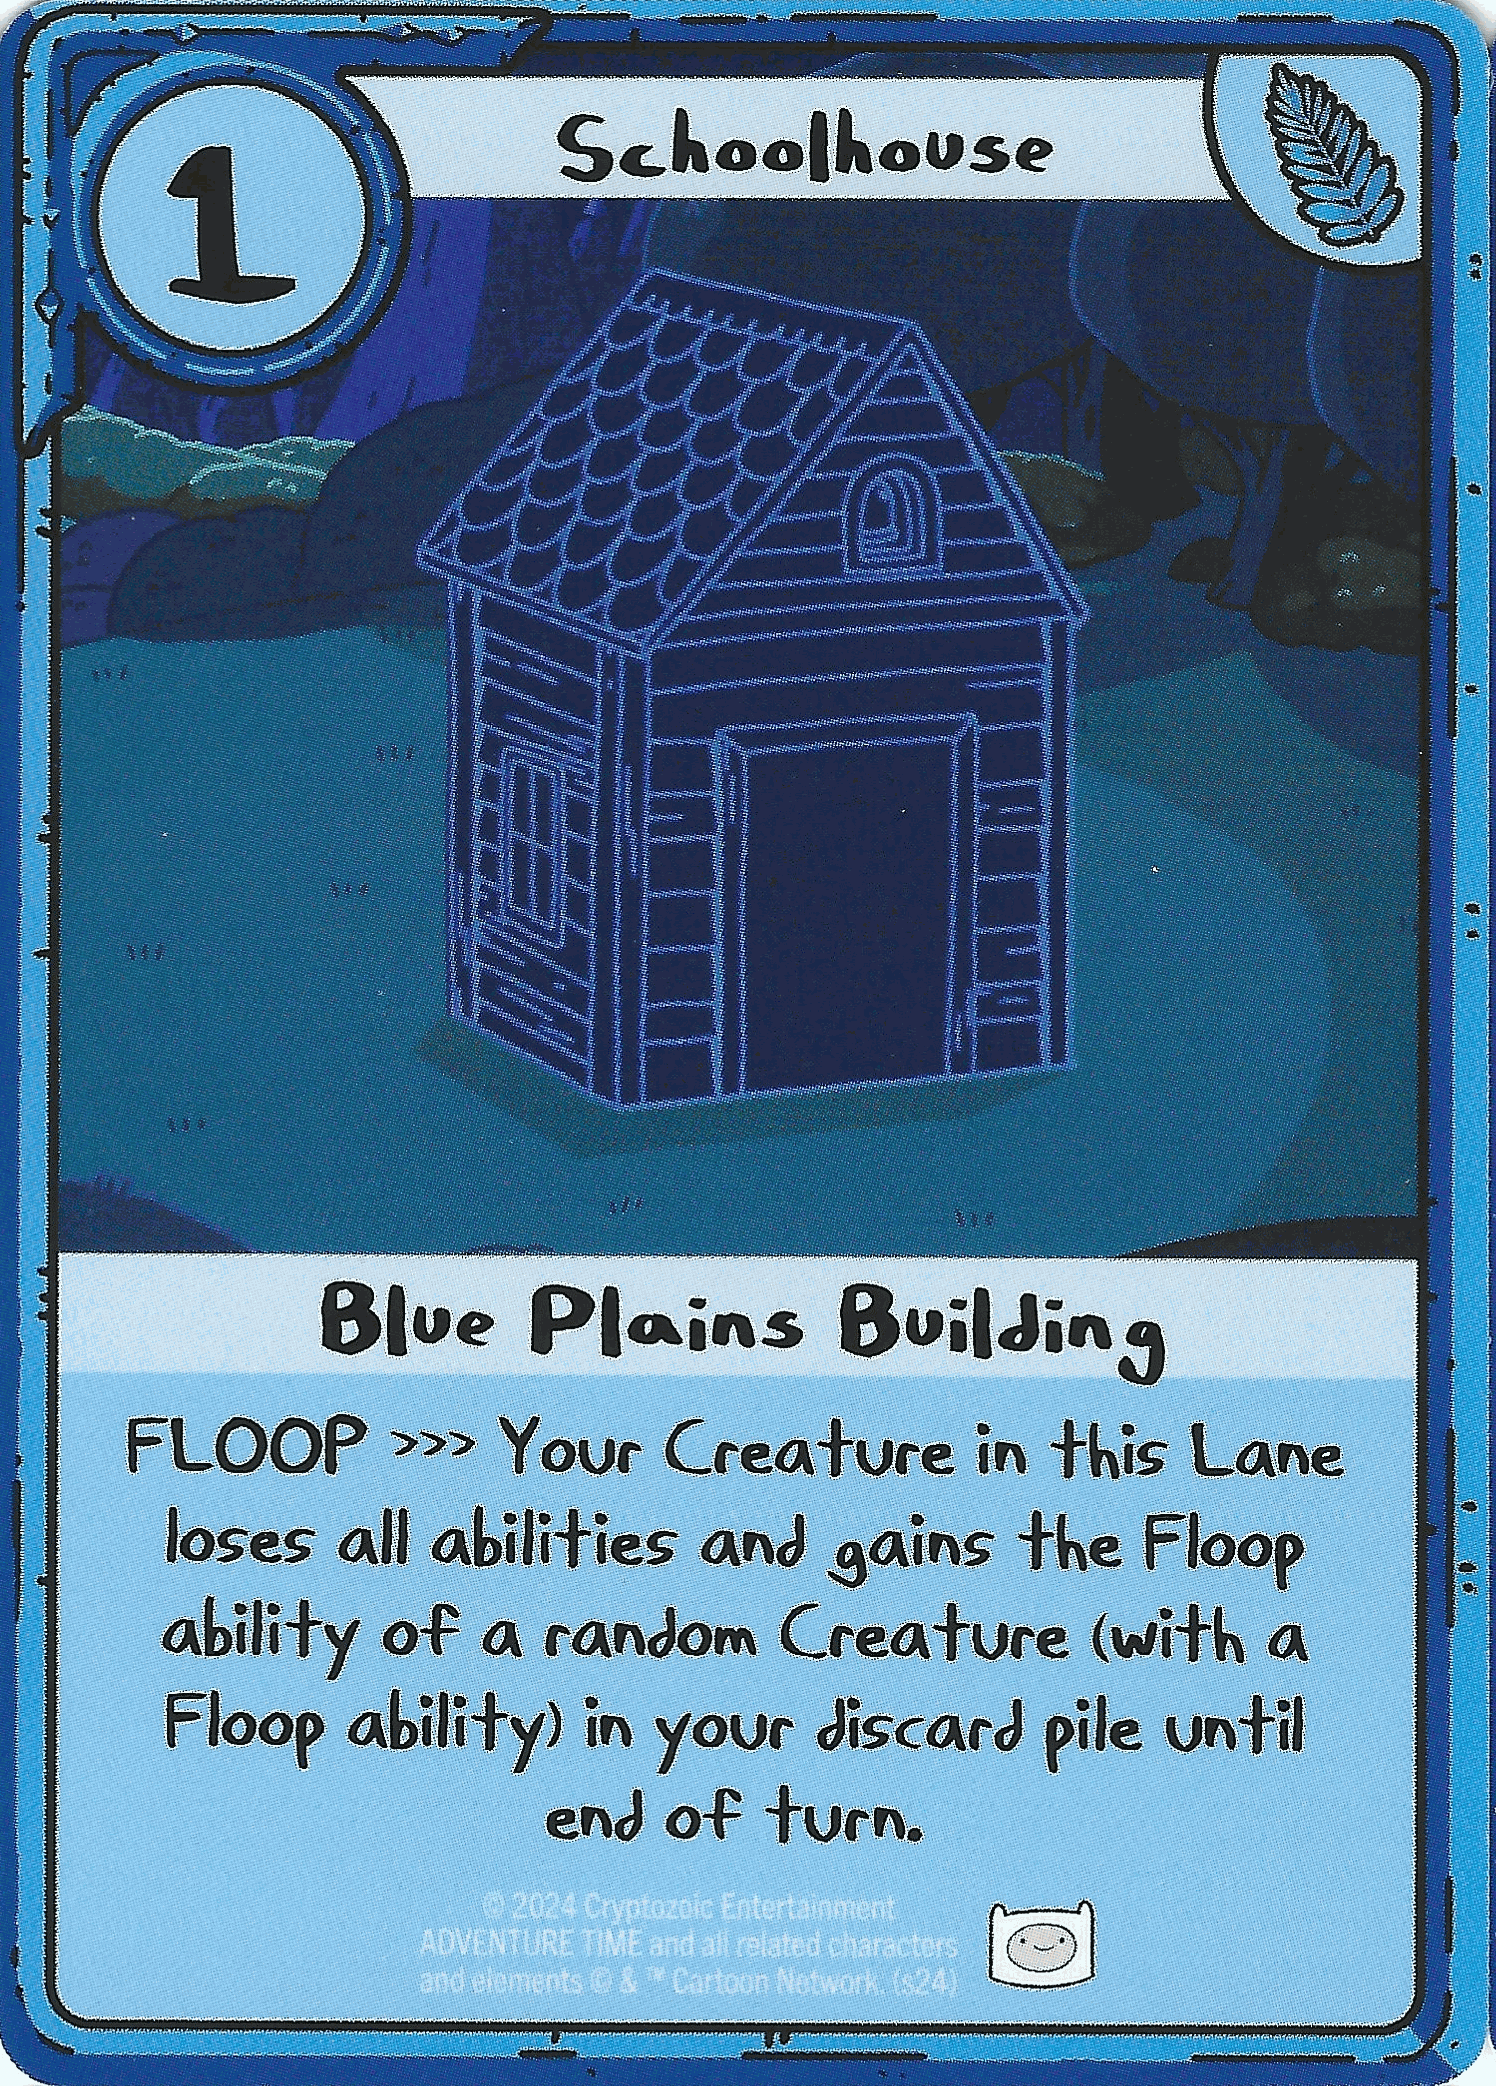 1
Schoolhouse
Blue Plains Building
FLOOP >>> Your Creature in this Lane
loses all abilities and gains the Floop
ability of a random Creature (with a
Floop ability) in your discard pile until
end of turn.
© 2024 Cryptozoic Entertainment
ADVENTURE TIME and all related characters
and elements © & ™ Cartoon Network. (s24)